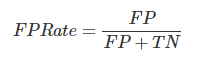 FPRate = FP / (FP + TN)